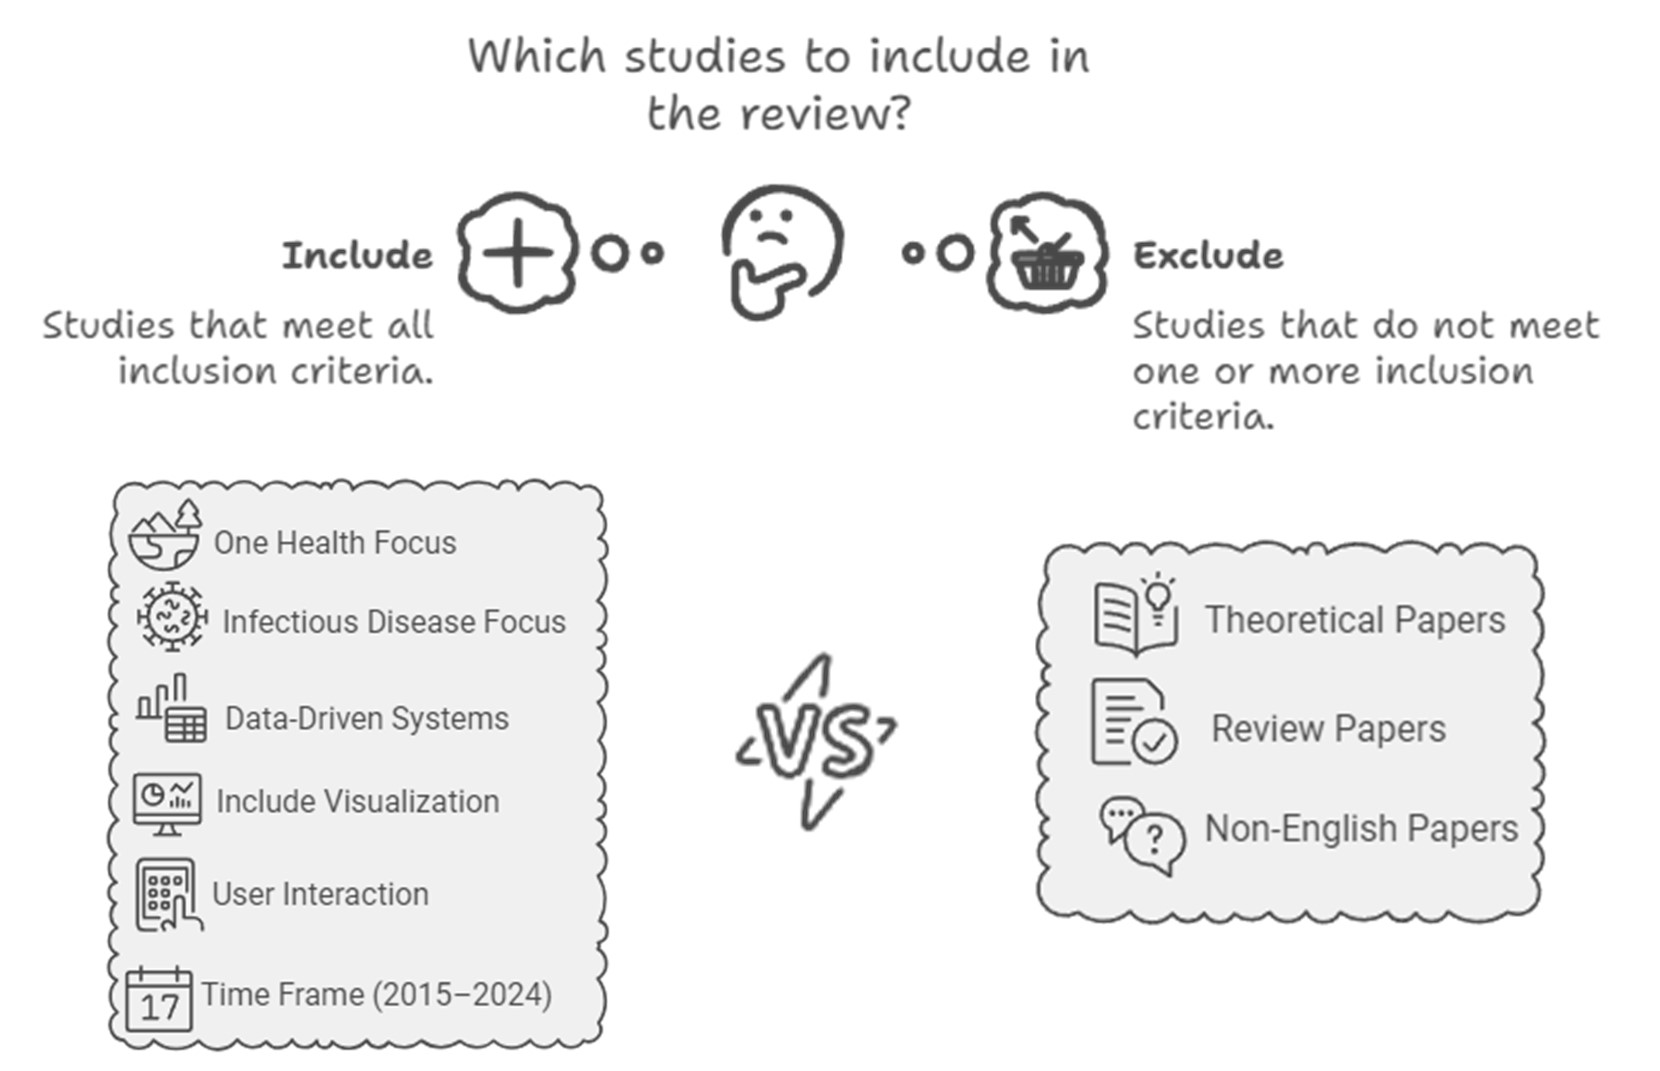 Which studies to include in
the review?
Include
Studies that meet all
inclusion criteria.
Exclude
Studies that do not meet
one or more inclusion
criteria.
One Health Focus
Infectious Disease Focus
Data-Driven Systems
Include Visualization
User Interaction
17
Time Frame (2015–2024)
VS
Theoretical Papers
Review Papers
?
Non-English Papers